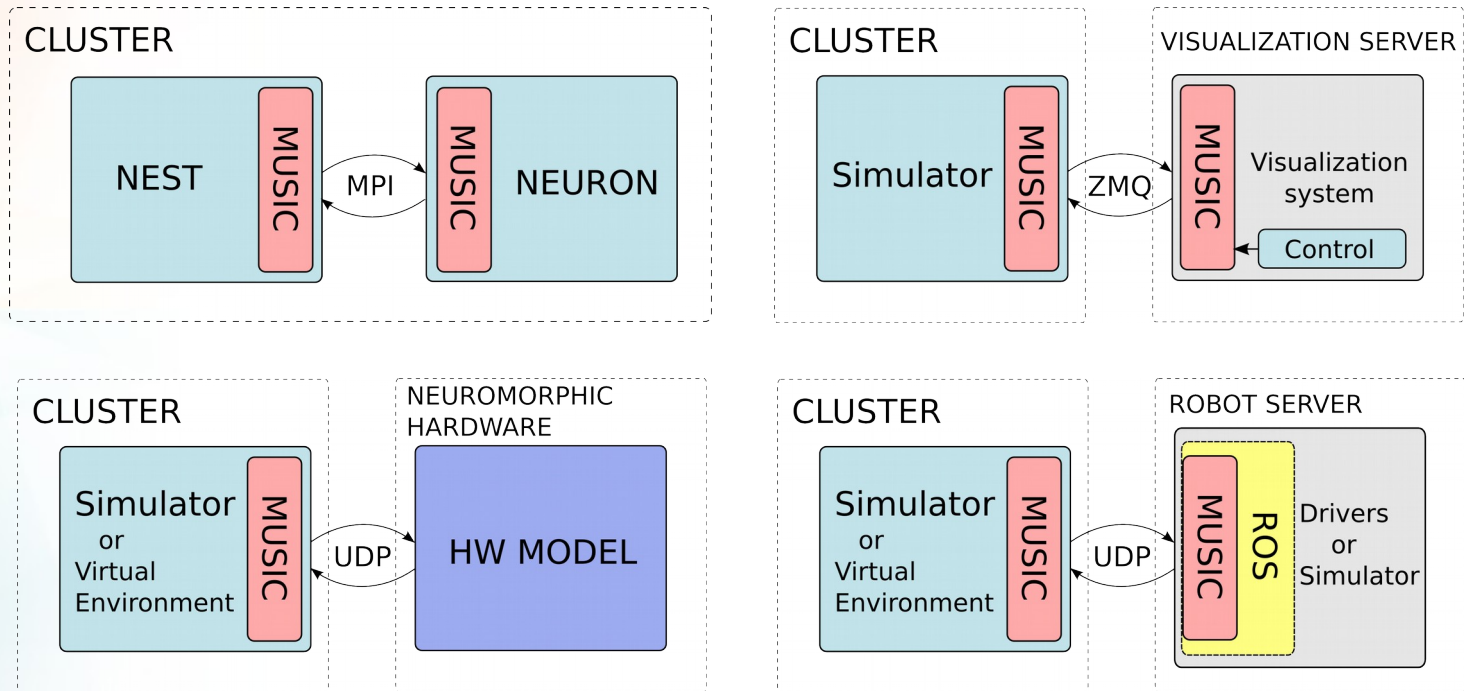 CLUSTER
NEST
MUSIC
MPI
MUSIC
NEURON
CLUSTER
Simulator
MUSIC
ZMQ
VISUALIZATION SERVER
MUSIC
Visualization
system
Control
CLUSTER
Simulator
or
Virtual
Environment
MUSIC
UDP
NEUROMORPHIC
HARDWARE
HW MODEL
CLUSTER
Simulator
or
Virtual
Environment
MUSIC
UDP
ROBOT SERVER
MUSIC
ROS
Drivers
or
Simulator